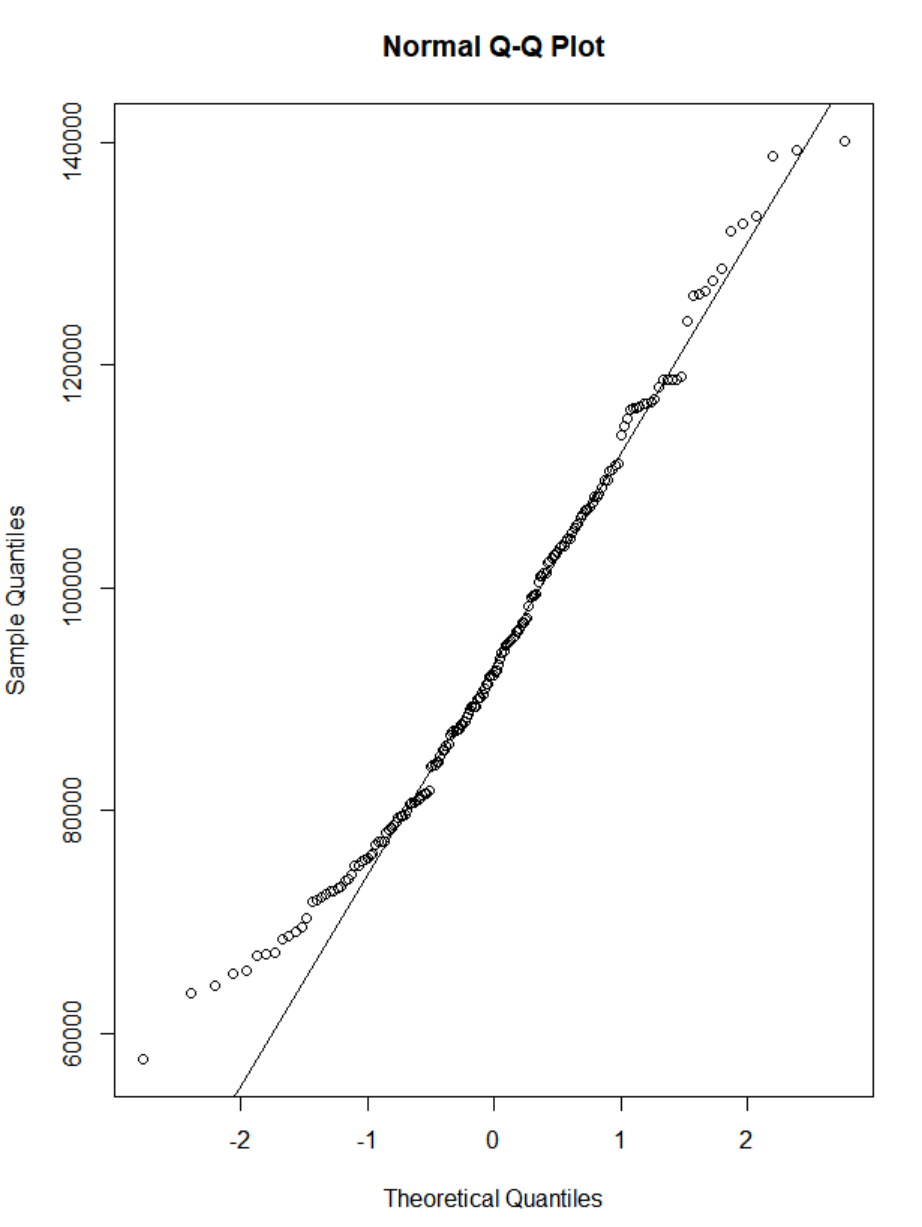 Normal Q-Q Plot
140000
120000
100000
80000
60000
Sample Quantiles
-2 -1 0 1 2
Theoretical Quantiles